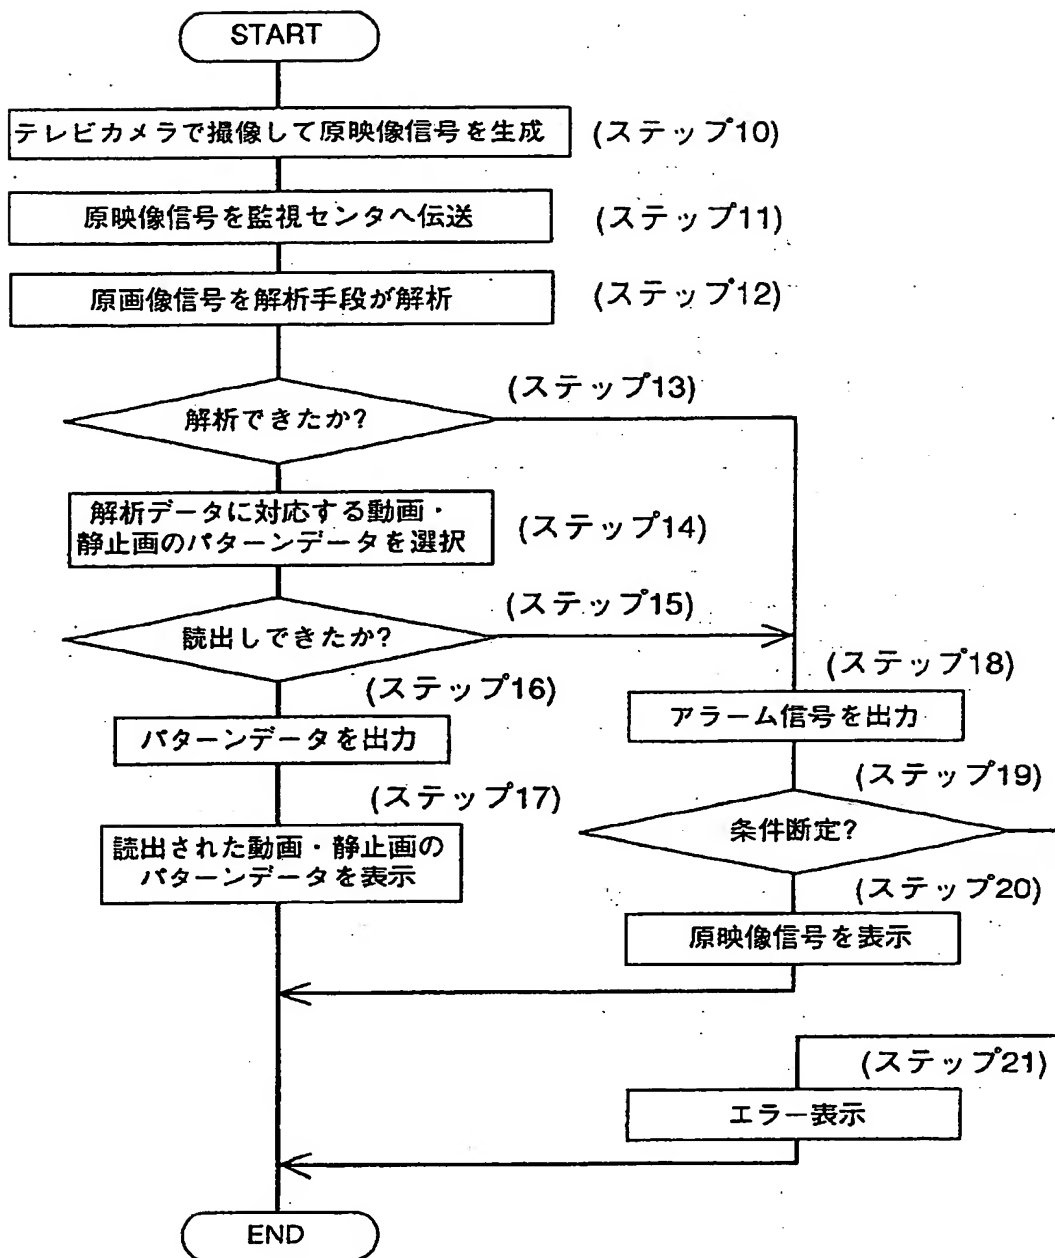 START
テレビカメラで撮像して原映像信号を生成
(ステップ10)
原映像信号を監視センタへ伝送
(ステップ11)
原画像信号を解析手段が解析
(ステップ12)
(ステップ13)
解析できたか?
解析データに対応する動画・
静止画のパターンデータを選択
(ステップ14)
(ステップ15)
読出しできたか?
(ステップ16)
パターンデータを出力
(ステップ17)
読出された動画・静止画の
パターンデータを表示
(ステップ18)
アラーム信号を出力
(ステップ19)
条件断定?
(ステップ20)
原映像信号を表示
(ステップ21)
エラー表示
END